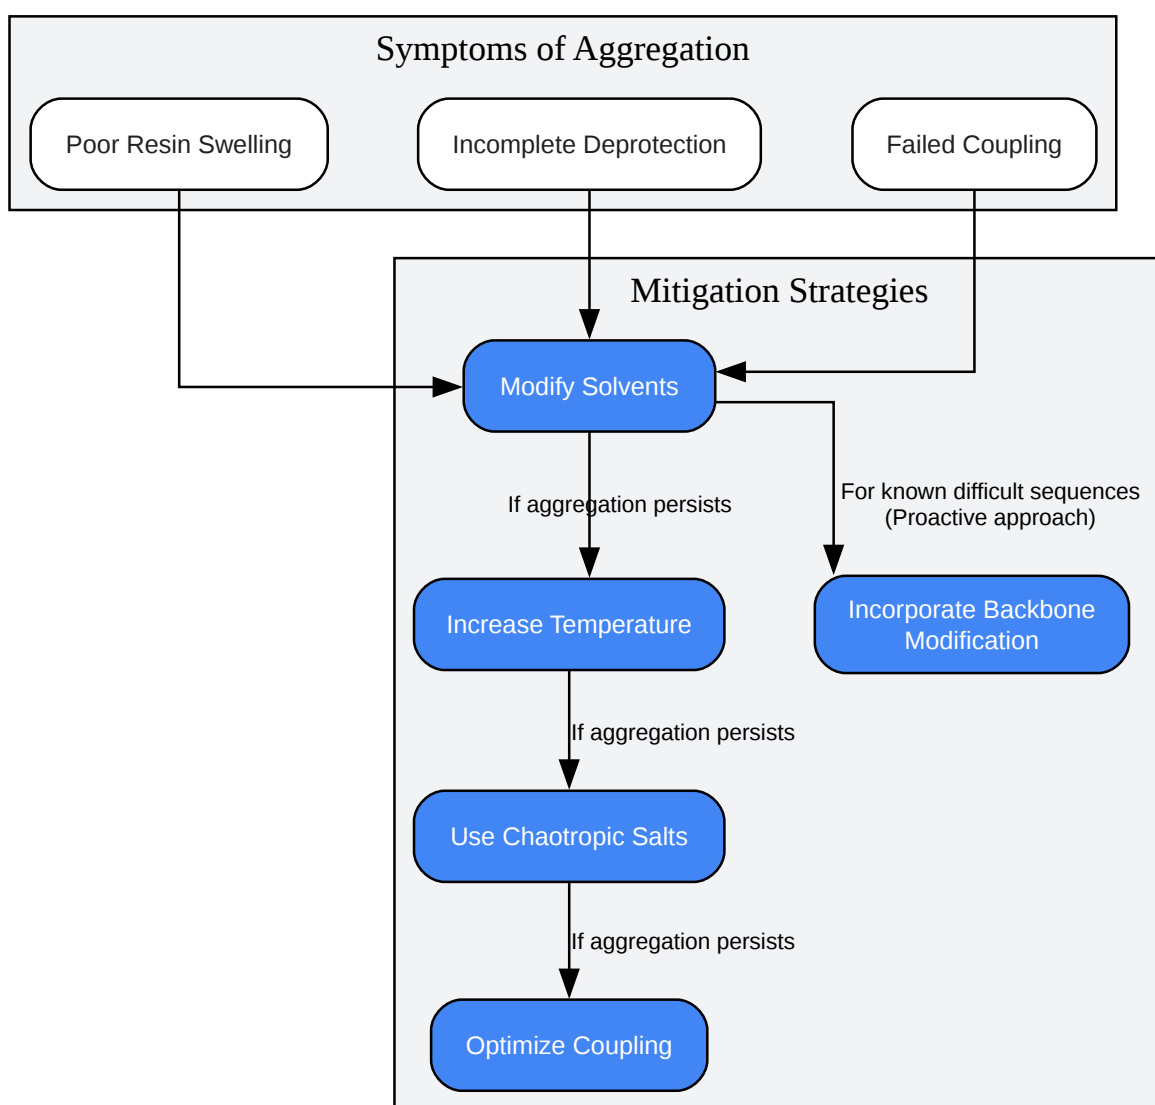 Symptoms of Aggregation
Poor Resin Swelling
Incomplete Deprotection
Failed Coupling
Mitigation Strategies
Modify Solvents
If aggregation persists
For known difficult sequences
(Proactive approach)
Increase Temperature
Incorporate Backbone
Modification
If aggregation persists
Use Chaotropic Salts
If aggregation persists
Optimize Coupling